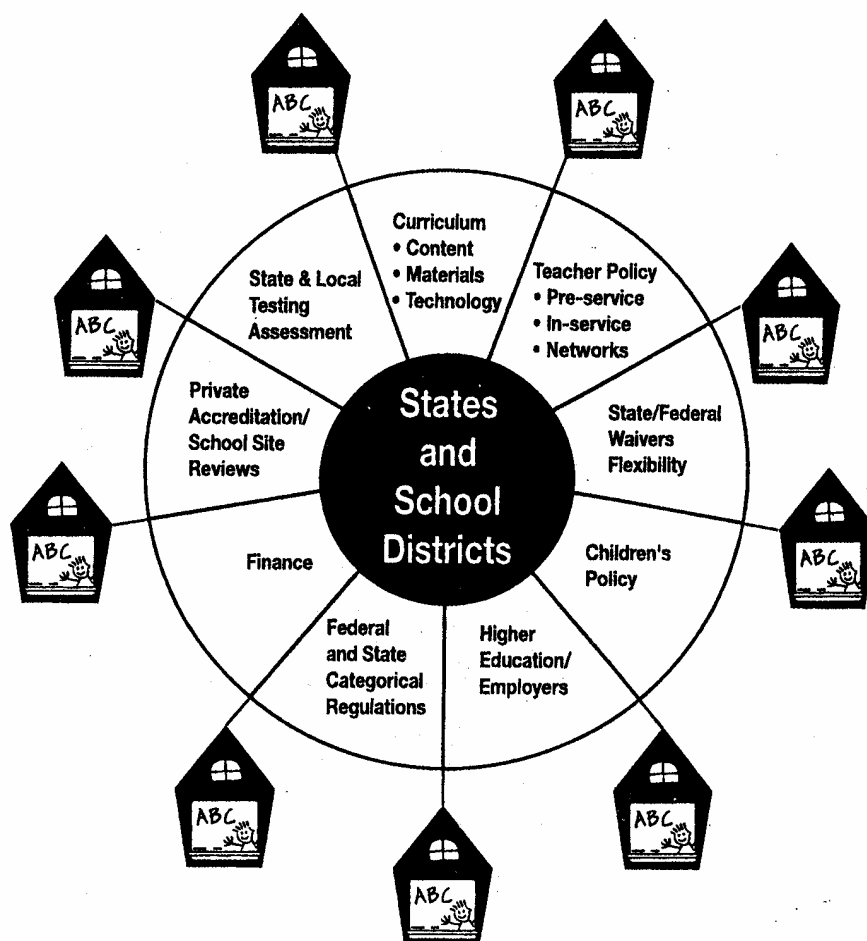 ABC
ABC
Curriculum
• Content
• Materials
• Technology
Teacher Policy
• Pre-service
• In-service
• Networks
State & Local
Testing
Assessment
ABC
ABC
Private
Accreditation/
School Site
Reviews
States
and
School
Districts
State/Federal
Waivers
Flexibility
ABC
ABC
Finance
Children's
Policy
Federal
and State
Categorical
Regulations
Higher
Education/
Employers
ABC
ABC
ABC